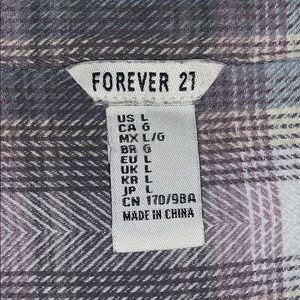 FOREVER 21
US L
CA G
MX L/G
BR G
EU L
UK L
KR L
JP L
CN 170/98A
MADE IN CHINA